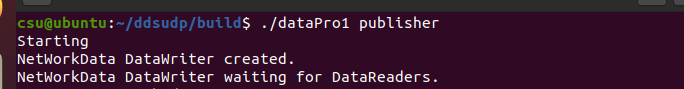 csu@ubuntu:~/ddsudp/build$ ./dataPro1 publisher
Starting
NetWorkData DataWriter created.
NetWorkData DataWriter waiting for DataReaders.